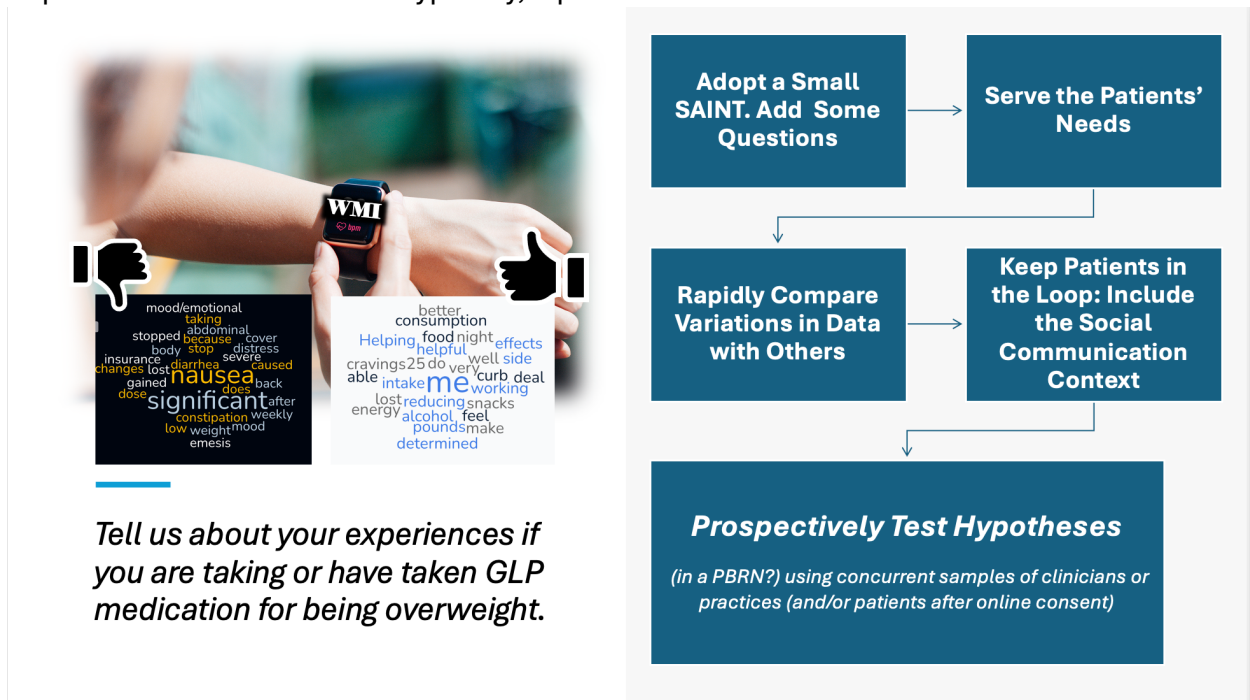 WMI
bpm
mood/emotional
taking
abdominal
stopped because cover
body stop distress
insurance severe
changes lost diarrhea caused
gained nausea back
dose does
significant after
constipation weekly
low weight mood
emesis
better
consumption
Helping food night effects
helpful
cravings 25 do very well side
able intake me curb deal
working
lost reducing snacks
energy alcohol feel
pounds make
determined
Tell us about your experiences if
you are taking or have taken GLP
medication for being overweight.
Adopt a Small
SAINT. Add Some
Questions
Serve the Patients’
Needs
Rapidly Compare
Variations in Data
with Others
Keep Patients in
the Loop: Include
the Social
Communication
Context
Prospectively Test Hypotheses
(in a PBRN?) using concurrent samples of clinicians or
practices (and/or patients after online consent)